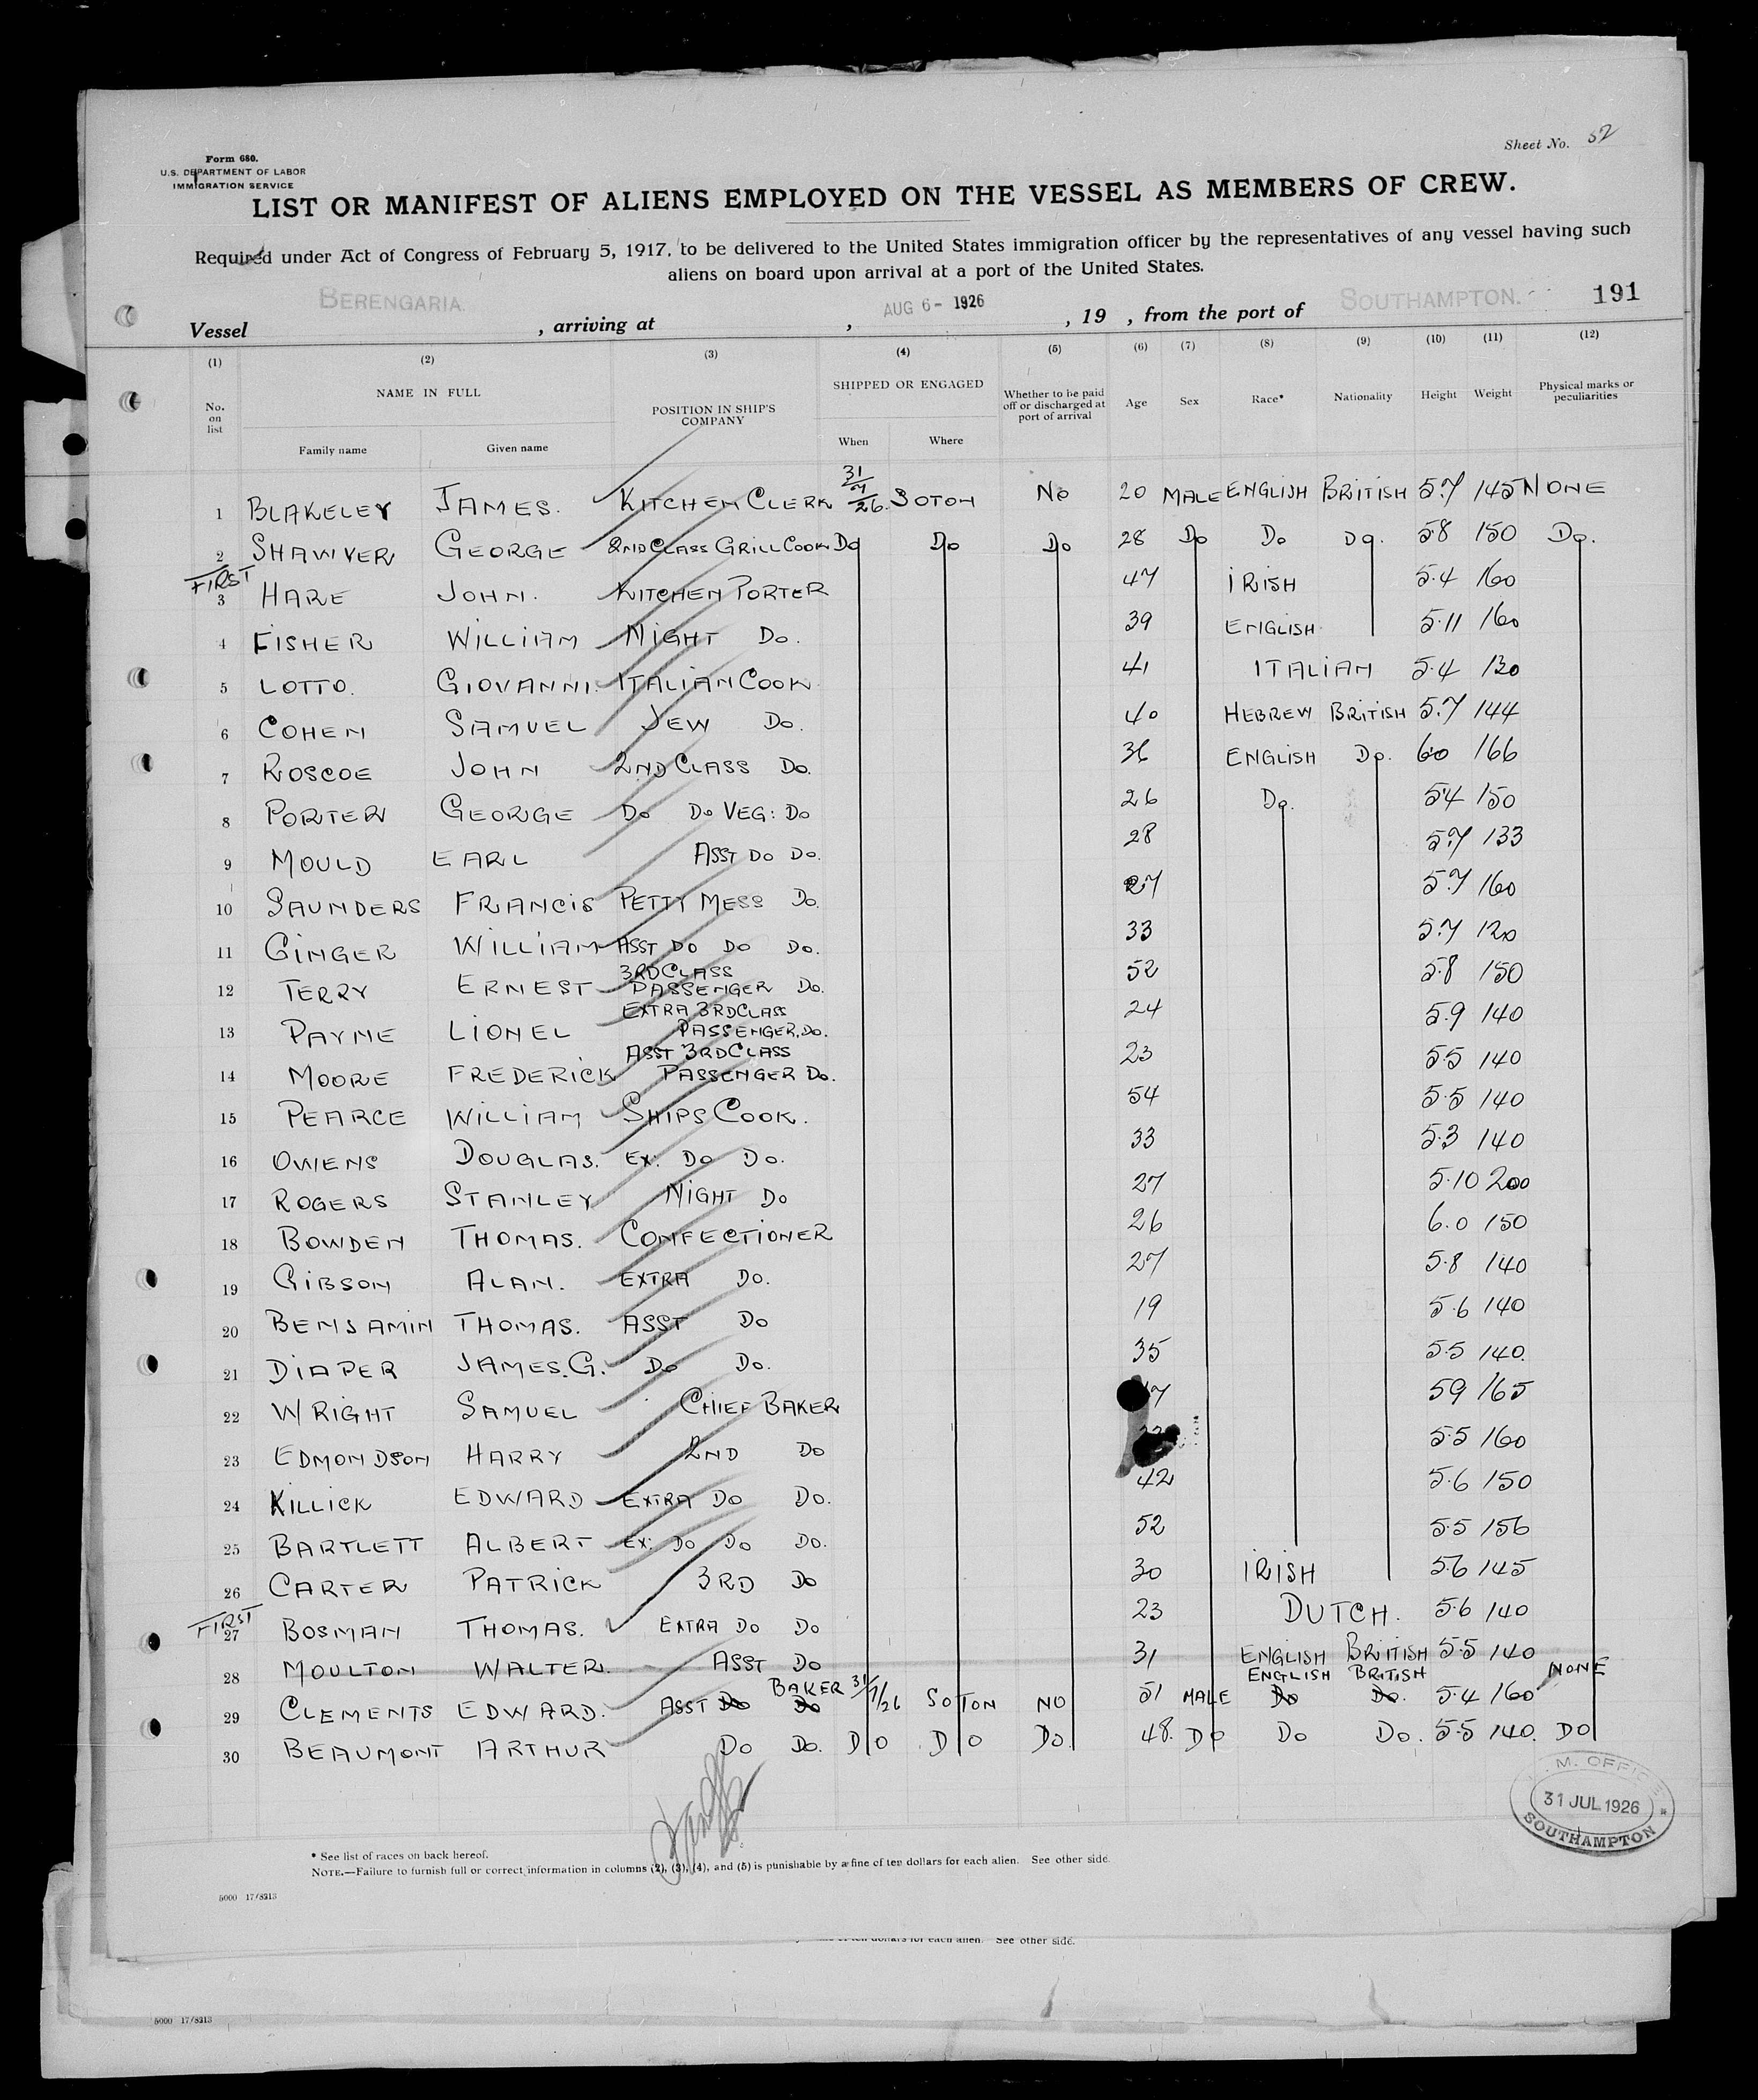 Form 680.
U.S. DEPARTMENT OF LABOR
IMMIGRATION SERVICE
Sheet No. 52
LIST OR MANIFEST OF ALIENS EMPLOYED ON THE VESSEL AS MEMBERS OF CREW.
Required under Act of Congress of February 5, 1917, to be delivered to the United States immigration officer by the representatives of any vessel having such
aliens on board upon arrival at a port of the United States.
Vessel BERENGARIA. , arriving at , AUG 6 - 1926 , 19 , from the port of SOUTHAMPTON. 191
(1) (2) (3) (4) (5) (6) (7) (8) (9) (10) (11) (12)
No. on list NAME IN FULL POSITION IN SHIP'S COMPANY SHIPPED OR ENGAGED Whether to be paid off or discharged at port of arrival Age Sex Race* Nationality Height Weight Physical marks or peculiarities
Family name Given name When Where
1 BLAKELEY JAMES. KITCHEN CLERK 31/7/26. SOTON NO 20 MALE ENGLISH BRITISH 5.7 145 NONE
2 SHAWVER GEORGE 2ND CLASS GRILL COOK DO DO DO 28 DO DO DO. 5.8 150 DO.
FIRST
3 HARE JOHN. KITCHEN PORTER 47 IRISH 5.4 160
4 FISHER WILLIAM NIGHT DO. 39 ENGLISH 5.11 160
5 LOTTO. GIOVANNI. ITALIAN COOK 41 ITALIAN 5.4 130
6 COHEN SAMUEL JEW DO. 40 HEBREW BRITISH 5.7 144
7 ROSCOE JOHN 2ND CLASS DO. 36 ENGLISH DO. 6.0 166
8 PORTER GEORGE DO DO VEG: DO 26 DO. 5.4 150
9 MOULD EARL ASST DO DO. 28 5.7 133
10 SAUNDERS FRANCIS PETTY MESS DO. 27 5.7 160
11 GINGER WILLIAM ASST DO DO DO. 33 5.7 120
12 TERRY ERNEST 3RD CLASS PASSENGER DO. 52 5.8 150
13 PAYNE LIONEL EXTRA 3RD CLASS PASSENGER, DO. 24 5.9 140
14 MOORE FREDERICK ASST 3RD CLASS PASSENGER DO. 23 5.5 140
15 PEARCE WILLIAM SHIPS COOK. 54 5.5 140
16 OWENS DOUGLAS. EX: DO DO. 33 5.3 140
17 ROGERS STANLEY NIGHT DO 27 5.10 200
18 BOWDEN THOMAS. CONFECTIONER 26 6.0 150
19 GIBSON ALAN. EXTRA DO. 27 5.8 140
20 BENJAMIN THOMAS. ASST DO 19 5.6 140
21 DIAPER JAMES.G. DO DO. 35 5.5 140.
22 WRIGHT SAMUEL CHIEF BAKER 5.9 165
23 EDMONDSON HARRY 2ND DO 5.5 160
24 KILLICK EDWARD EXTRA DO DO. 42 5.6 150
25 BARTLETT ALBERT EX: DO DO DO. 52 5.5 156
26 CARTER PATRICK 3RD DO 30 IRISH 5.6 145
FIRST
27 BOSMAN THOMAS. EXTRA DO DO 23 DUTCH. 5.6 140
28 MOULTON WALTER. ASST DO 31 ENGLISH BRITISH 5.5 140
29 CLEMENTS EDWARD. ASST DO DO BAKER 31/7/26 SOTON NO 51 MALE DO ENGLISH DO. BRITISH 5.4 160 NONE
30 BEAUMONT ARTHUR DO DO. DO DO DO. 48. DO DO DO. 5.5 140. DO
M. OFFICE
31 JUL 1926
SOUTHAMPTON
* See list of races on back hereof.
NOTE.—Failure to furnish full or correct information in columns (2), (3), (4), and (5) is punishable by a fine of ten dollars for each alien. See other side.
5000 17/8213
for each alien. See other side.
5000 17/8213